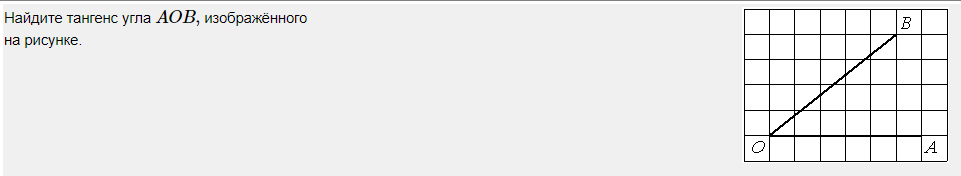 Найдите тангенс угла AOB, изображённого
на рисунке.
B
O
A